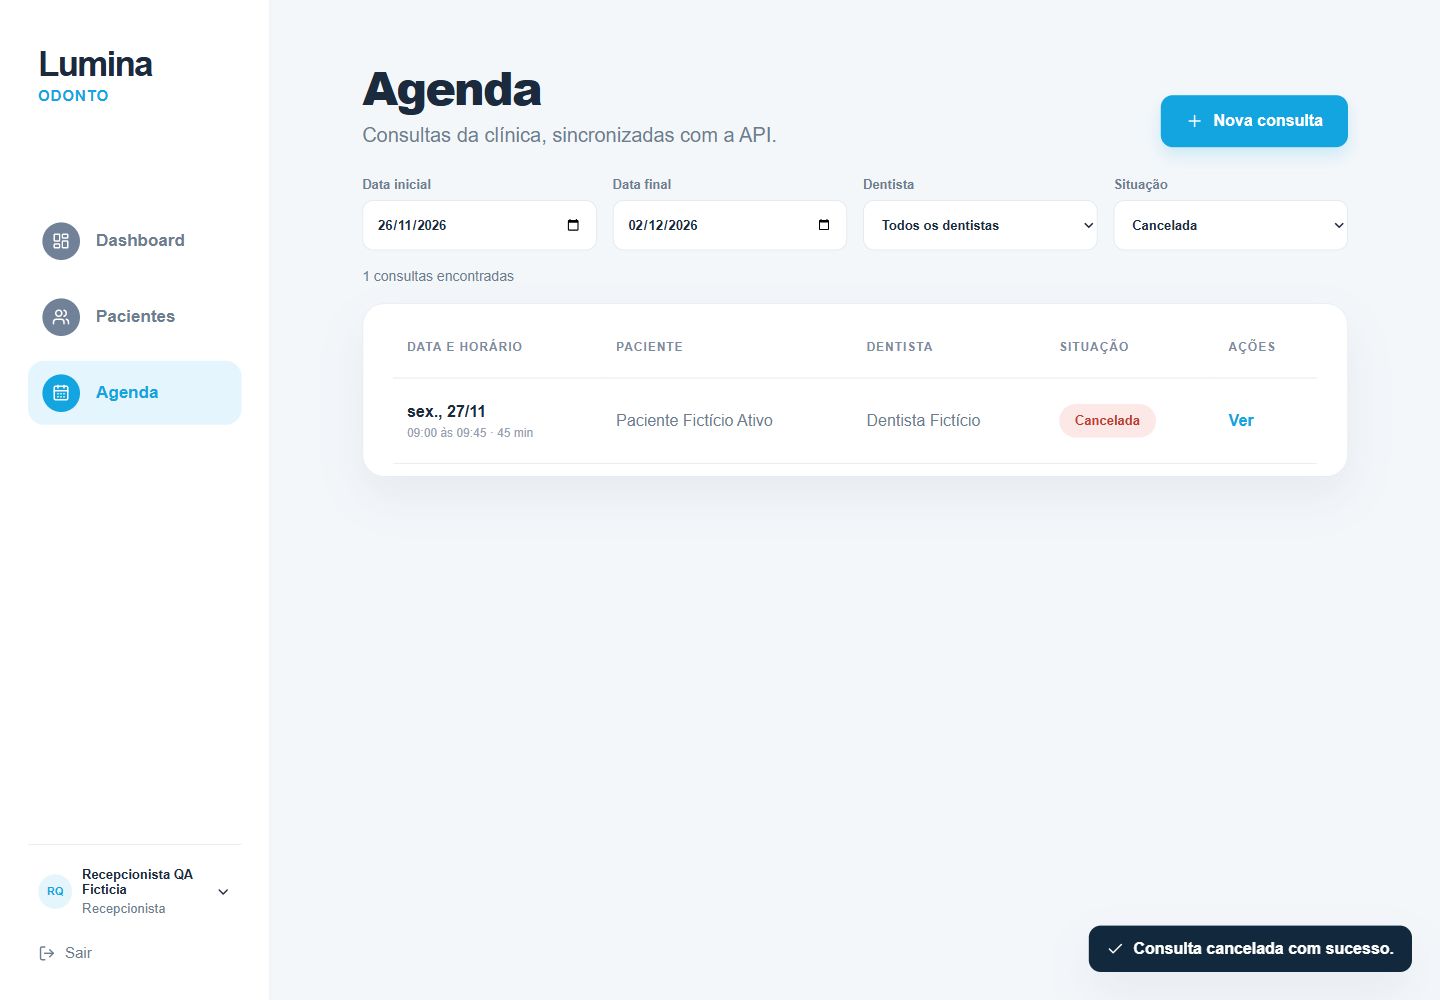 Lumina
ODONTO
Dashboard
Pacientes
Agenda
Recepcionista QA
Ficticia
Recepcionista
RQ
Sair
Agenda
Consultas da clínica, sincronizadas com a API.
Nova consulta
Data inicial
Data final
Dentista
Situação
26/11/2026
02/12/2026
Todos os dentistas
Cancelada
1 consultas encontradas
DATA E HORÁRIO
PACIENTE
DENTISTA
SITUAÇÃO
AÇÕES
sex., 27/11
09:00 às 09:45 · 45 min
Paciente Fictício Ativo
Dentista Fictício
Cancelada
Ver
Consulta cancelada com sucesso.